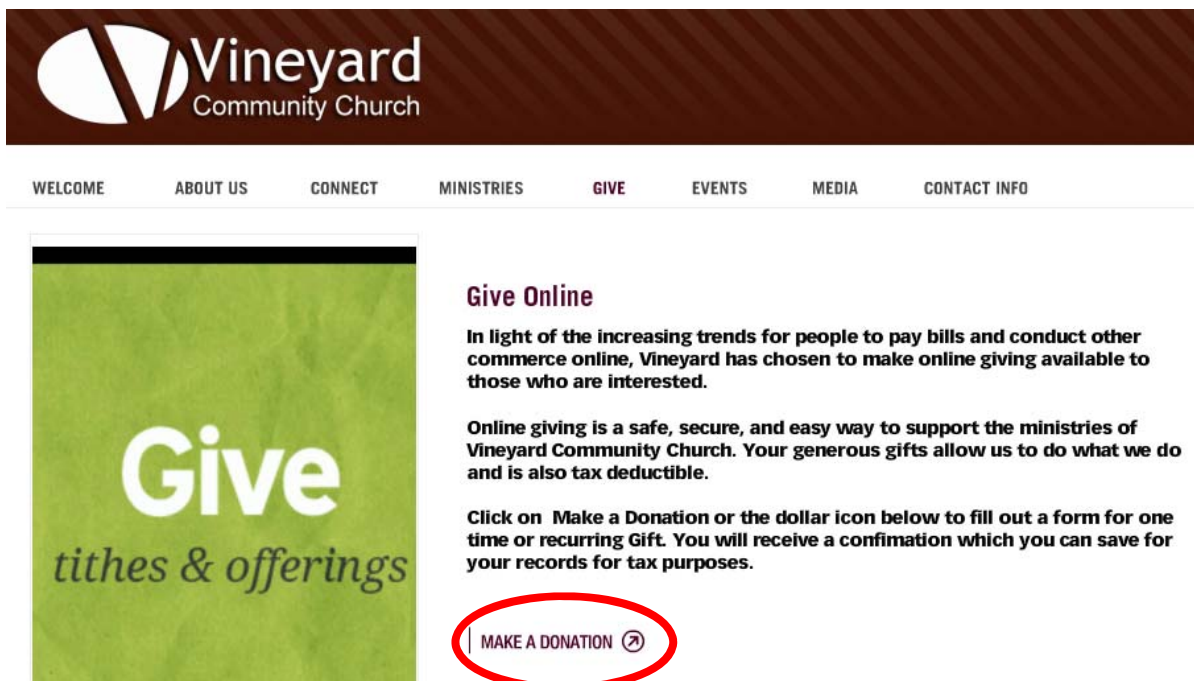 Vineyard
Community Church
WELCOME ABOUT US CONNECT MINISTRIES GIVE EVENTS MEDIA CONTACT INFO
Give
tithes & offerings
Give Online
In light of the increasing trends for people to pay bills and conduct other
commerce online, Vineyard has chosen to make online giving available to
those who are interested.
Online giving is a safe, secure, and easy way to support the ministries of
Vineyard Community Church. Your generous gifts allow us to do what we do
and is also tax deductible.
Click on Make a Donation or the dollar icon below to fill out a form for one
time or recurring Gift. You will receive a confimation which you can save for
your records for tax purposes.
MAKE A DONATION